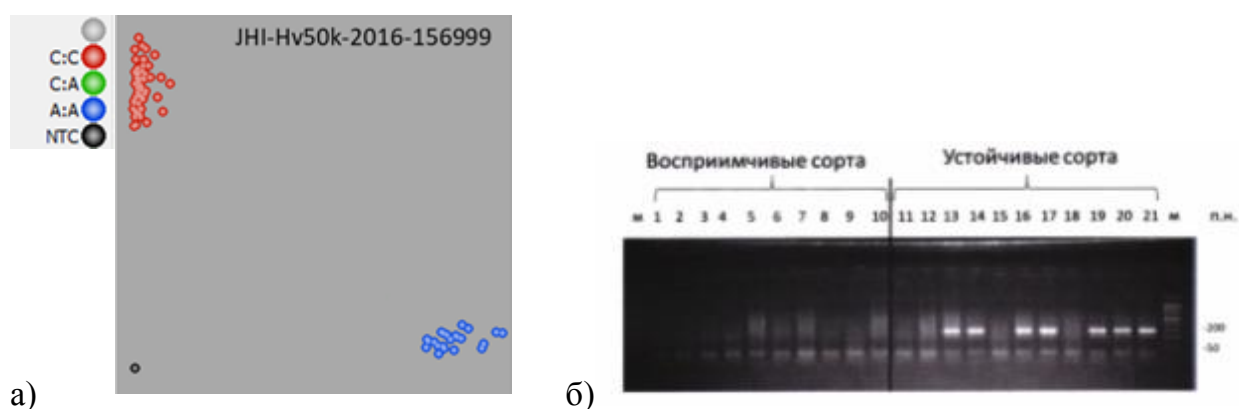 JHI-Hv50k-2016-156999
C:C
C:A
A:A
NTC
Восприимчивые сорта
Устойчивые сорта
м 1 2 3 4 5 6 7 8 9 10 11 12 13 14 15 16 17 18 19 20 21 м п.н.
-200
-50
а)
б)